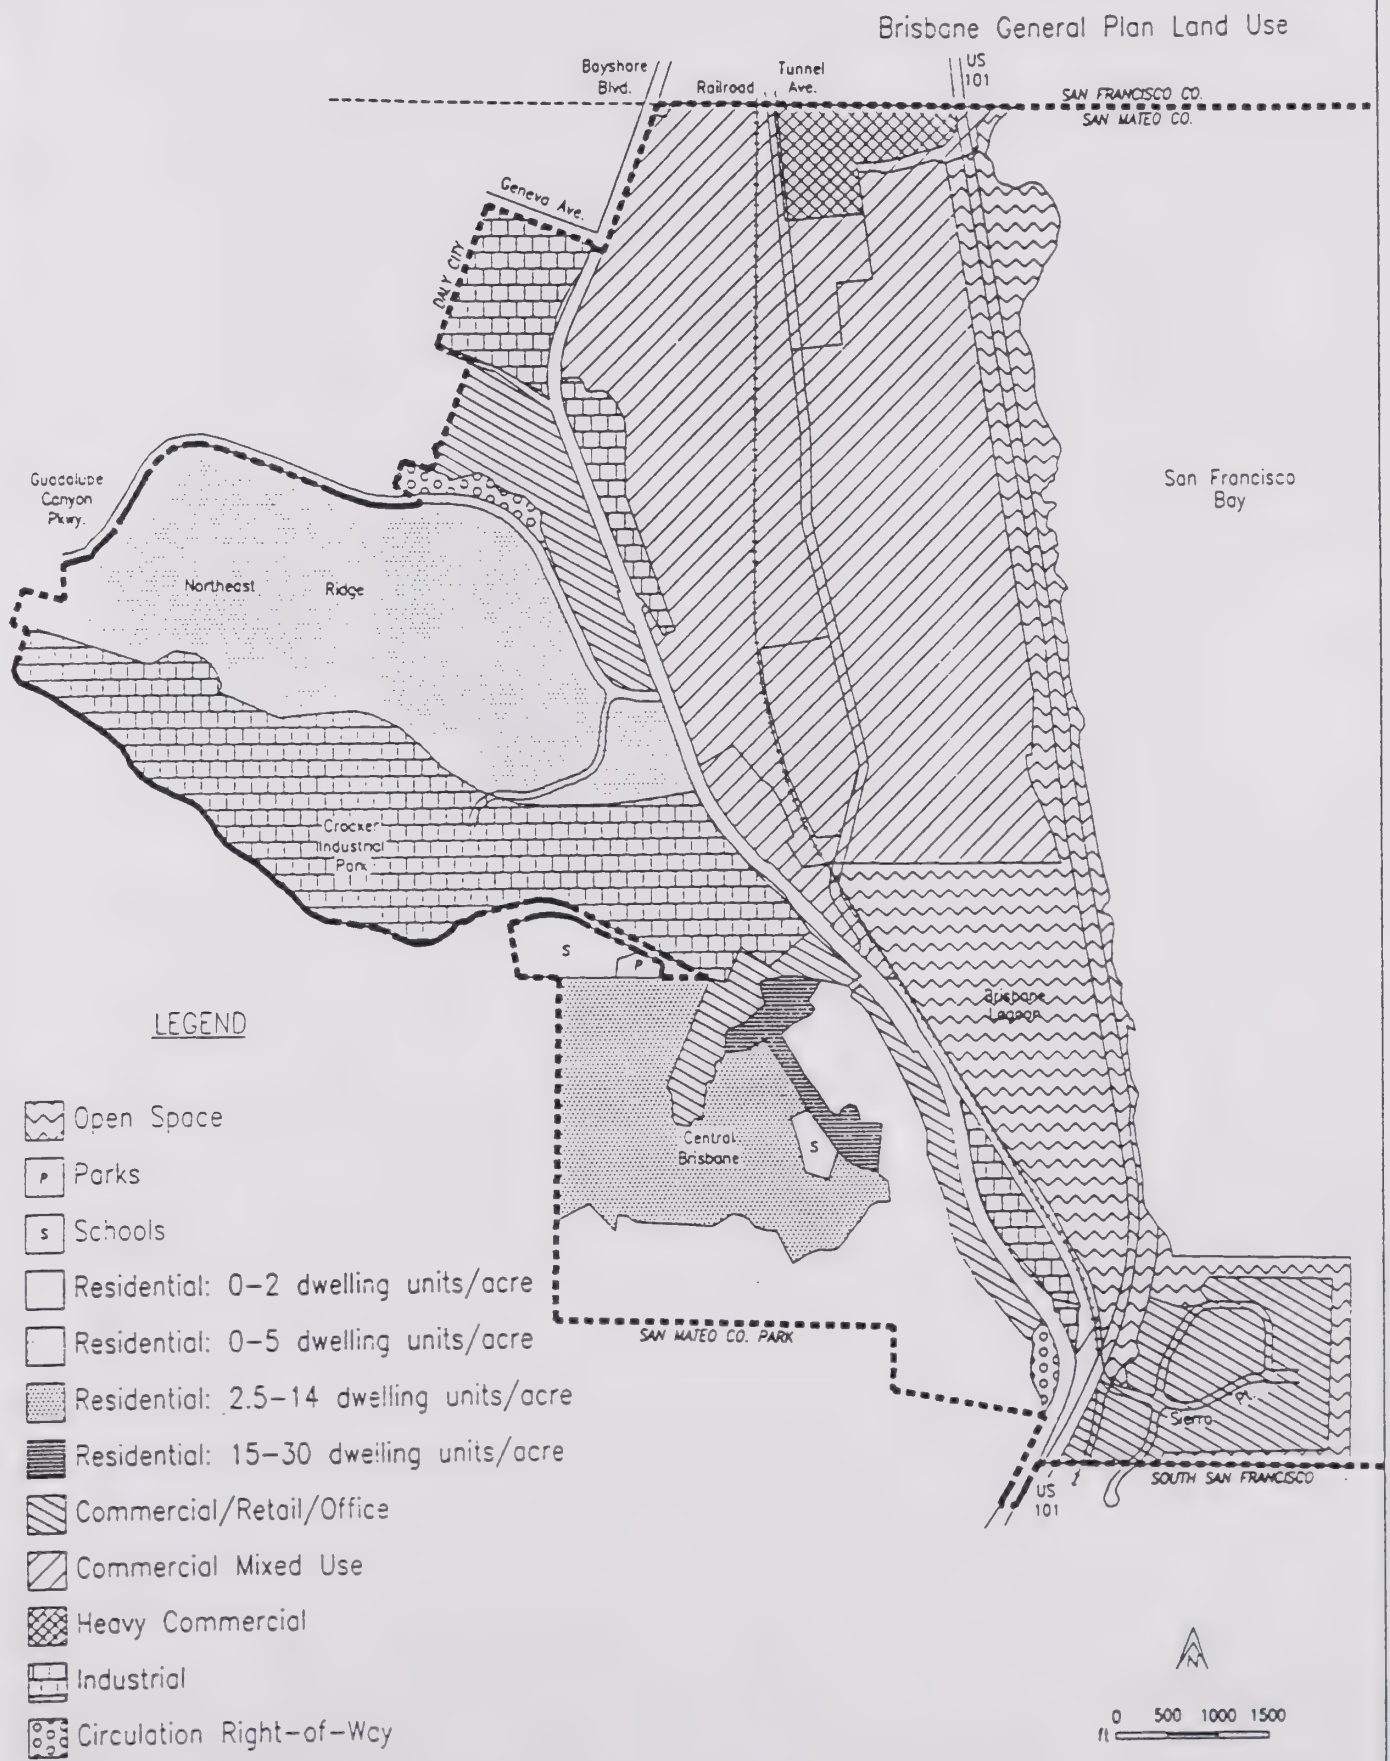 Brisbane General Plan Land Use
Bayshore
Blvd.
Railroad
Tunnel
Ave.
US
101
SAN FRANCISCO CO.
SAN MATEO CO.
Geneva Ave.
DALY CITY
Guadalupe
Canyon
Pkwy.
San Francisco
Bay
Northeast Ridge
Crocker
Industrial
Park
S
P
Brisbane
Lagoon
Central
Brisbane
S
SAN MATEO CO. PARK
Sierra Pt.
SOUTH SAN FRANCISCO
US
101
LEGEND
Open Space
P Parks
S Schools
Residential: 0-2 dwelling units/acre
Residential: 0-5 dwelling units/acre
Residential: 2.5-14 dwelling units/acre
Residential: 15-30 dwelling units/acre
Commercial/Retail/Office
Commercial Mixed Use
Heavy Commercial
Industrial
Circulation Right-of-Way
N
0 500 1000 1500
ft